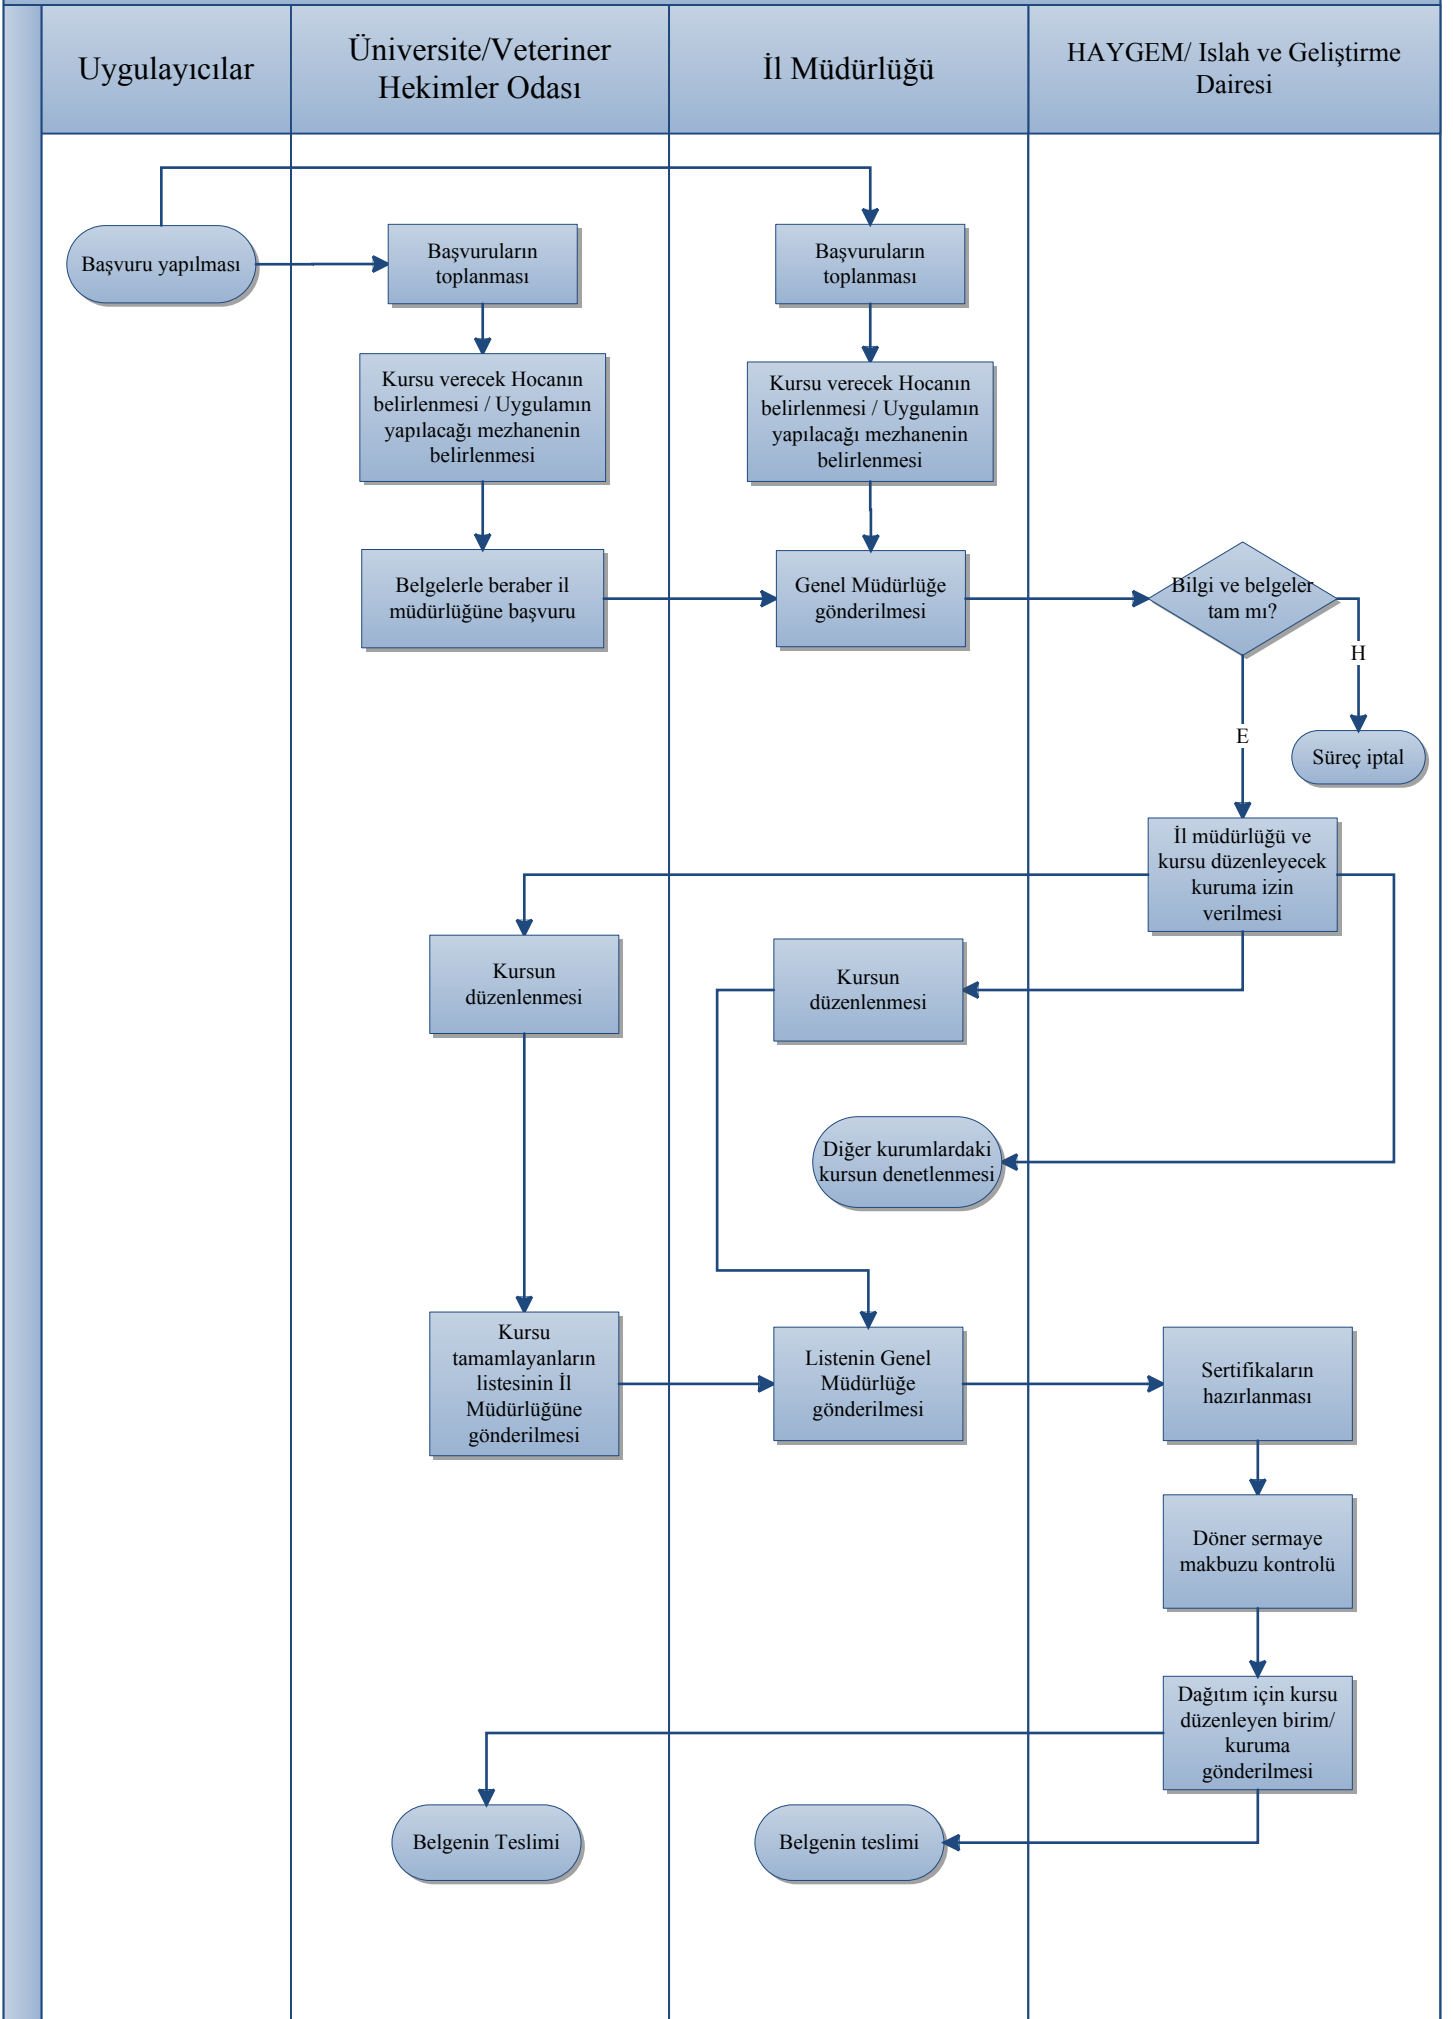 Uygulayıcılar
Üniversite/Veteriner
Hekimler Odası
İl Müdürlüğü
HAYGEM/ Islah ve Geliştirme
Dairesi
Başvuru yapılması
Başvuruların
toplanması
Başvuruların
toplanması
Kursu verecek Hocanın
belirlenmesi / Uygulamın
yapılacağı mezhanenin
belirlenmesi
Kursu verecek Hocanın
belirlenmesi / Uygulamın
yapılacağı mezhanenin
belirlenmesi
Belgelerle beraber il
müdürlüğüne başvuru
Genel Müdürlüğe
gönderilmesi
Bilgi ve belgeler
tam mı?
H
E
Süreç iptal
İl müdürlüğü ve
kursu düzenleyecek
kuruma izin
verilmesi
Kursun
düzenlenmesi
Kursun
düzenlenmesi
Diğer kurumlardaki
kursun denetlenmesi
Kursu
tamamlayanların
listesinin İl
Müdürlüğüne
gönderilmesi
Listenin Genel
Müdürlüğe
gönderilmesi
Sertifikaların
hazırlanması
Döner sermaye
makbuzu kontrolü
Dağıtım için kursu
düzenleyen birim/
kuruma
gönderilmesi
Belgenin Teslimi
Belgenin teslimi